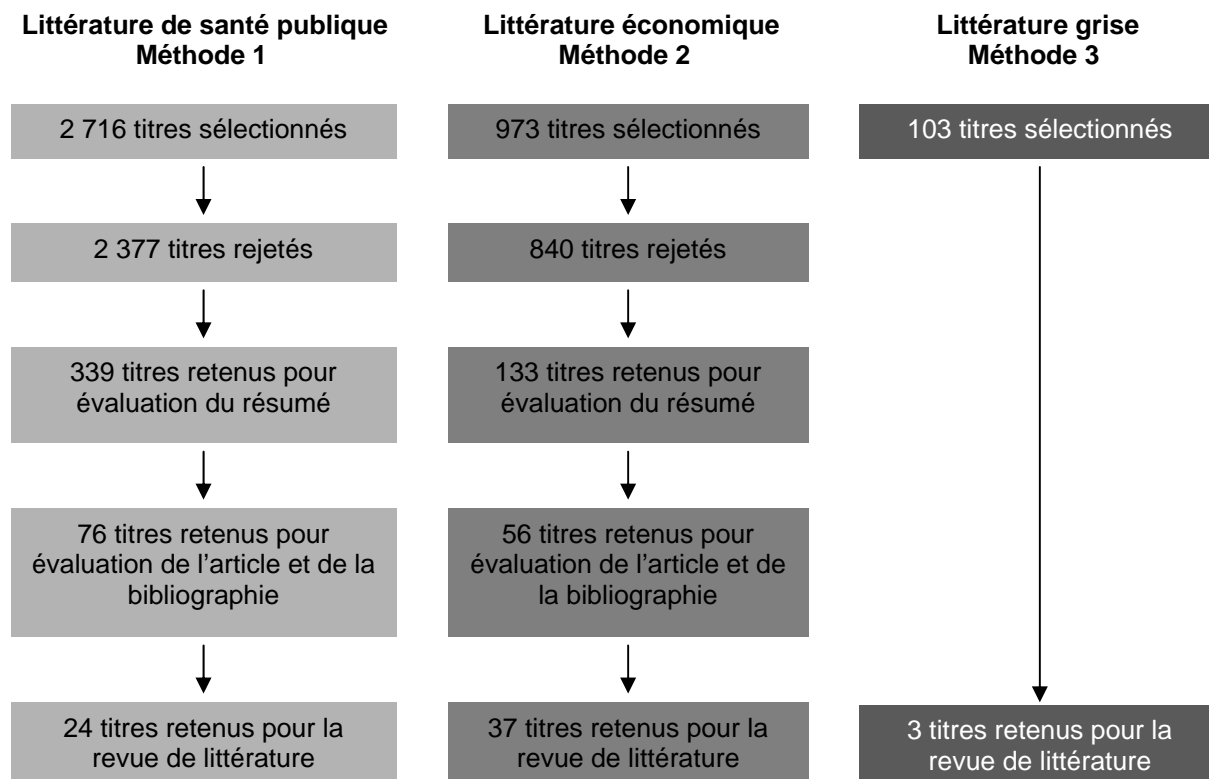 Littérature de santé publique
Méthode 1
Littérature économique
Méthode 2
Littérature grise
Méthode 3
2 716 titres sélectionnés
973 titres sélectionnés
103 titres sélectionnés
2 377 titres rejetés
840 titres rejetés
339 titres retenus pour
évaluation du résumé
133 titres retenus pour
évaluation du résumé
76 titres retenus pour
évaluation de l’article et de la
bibliographie
56 titres retenus pour
évaluation de l’article et de
la bibliographie
24 titres retenus pour la
revue de littérature
37 titres retenus pour la
revue de littérature
3 titres retenus pour la
revue de littérature